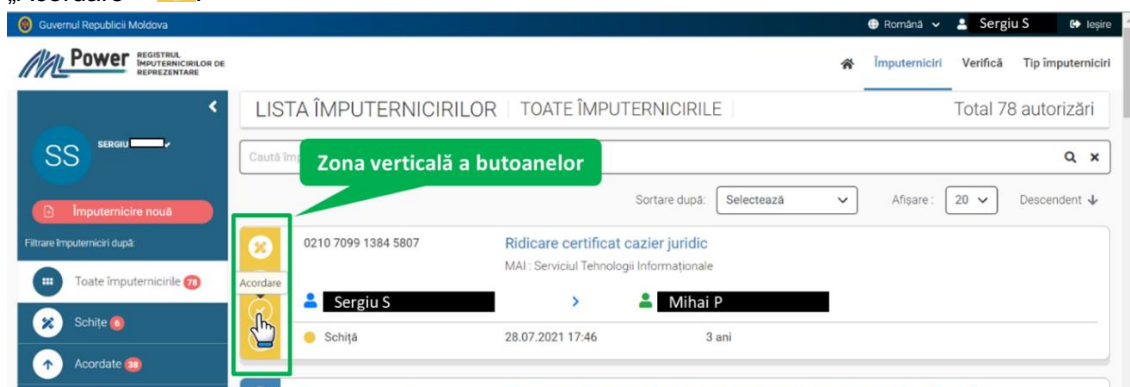 „Acordare"
Guvernul Republicii Moldova
Română
Sergiu S
Ieșire
MPower
REGISTRUL
ÎMPUTERNICIRILOR DE
REPREZENTARE
Împuterniciri
Verifică
Tip împuterniciri
LISTA ÎMPUTERNICIRILOR
TOATE ÎMPUTERNICIRILE
Total 78 autorizări
SS
SERGIU
Caută
Zona verticală a butoanelor
Împuternicire nouă
Sortare după:
Selectează
Afișare :
20
Descendent
Filtrare împuterniciri după:
0210 7099 1384 5807
Ridicare certificat cazier juridic
MAI : Serviciul Tehnologii Informaționale
Toate împuternicirile 78
Acordare
Sergiu S
Mihai P
Schițe 6
Schiță
28.07.2021 17:46
3 ani
Acordate 38